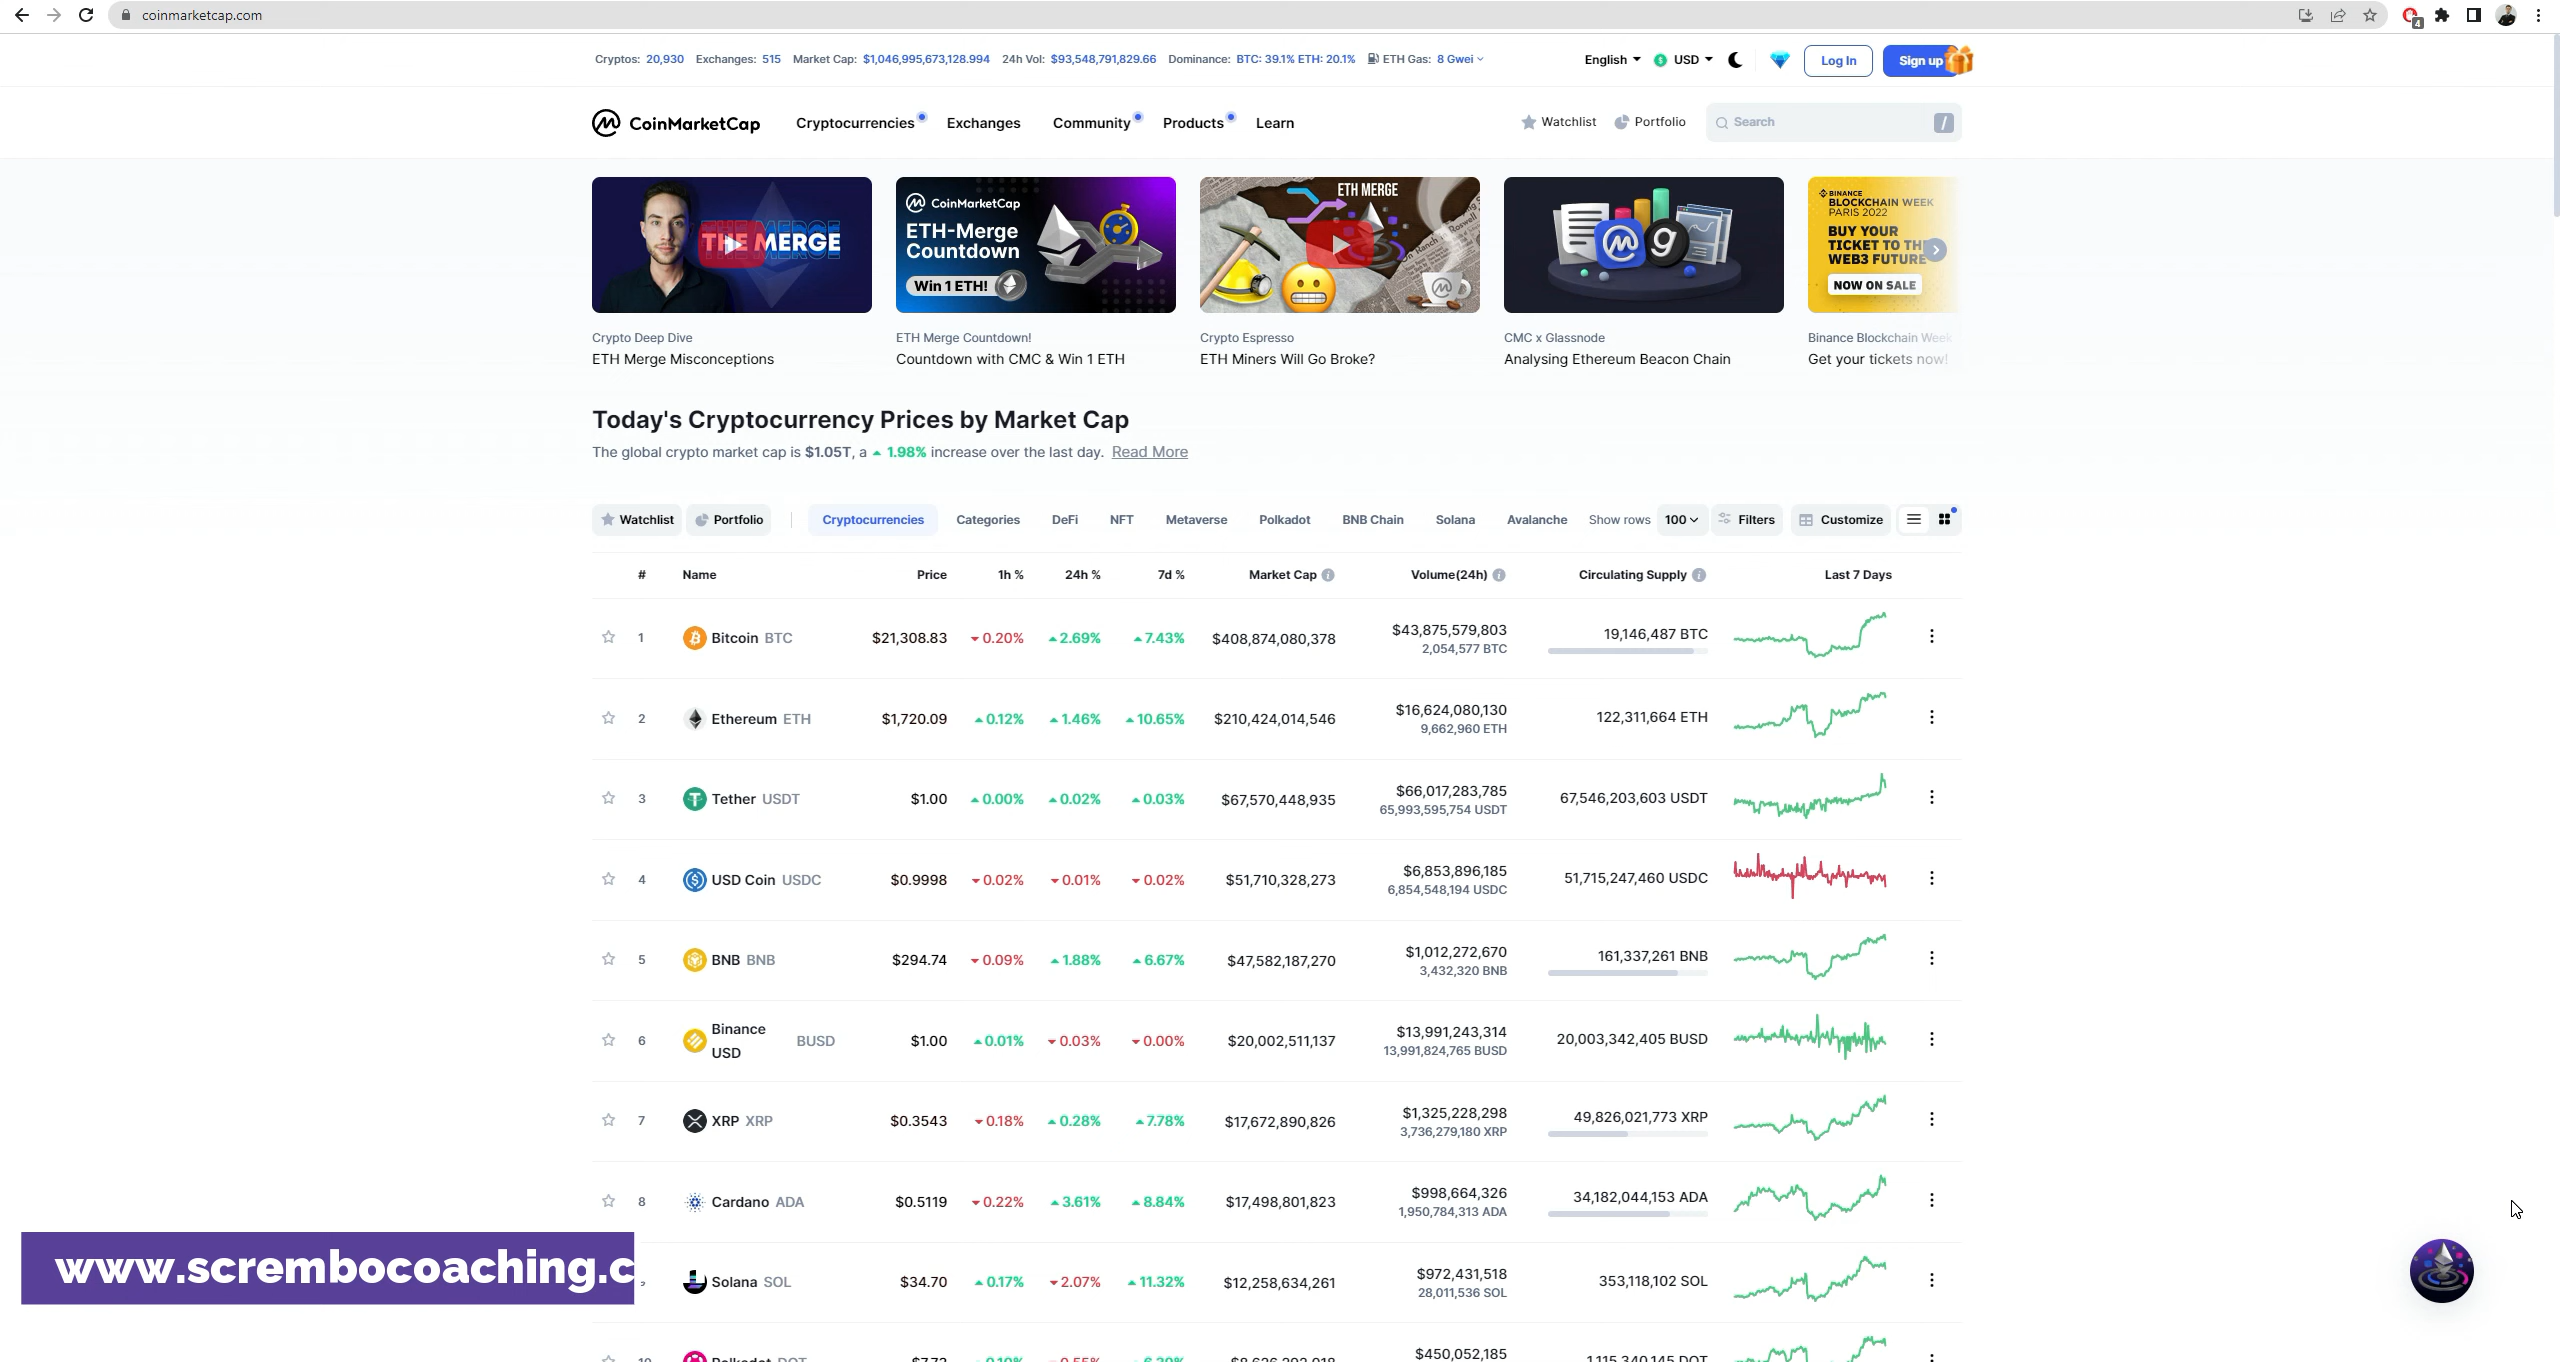 coinmarketcap.com
4
Cryptos: 20,930 Exchanges: 515 Market Cap: $1,046,995,673,128.994 24h Vol: $93,548,791,829.66 Dominance: BTC: 39.1% ETH: 20.1% ETH Gas: 8 Gwei English USD Log In Sign up
CoinMarketCap Cryptocurrencies Exchanges Community Products Learn Watchlist Portfolio Search /
THE MERGE
Crypto Deep Dive
ETH Merge Misconceptions
CoinMarketCap
ETH-Merge
Countdown
Win 1 ETH!
ETH Merge Countdown!
Countdown with CMC & Win 1 ETH
ETH MERGE
Crypto Espresso
ETH Miners Will Go Broke?
CMC x Glassnode
Analysing Ethereum Beacon Chain
BINANCE
BLOCKCHAIN WEEK
PARIS 2022
BUY YOUR
TICKET TO THE
WEB3 FUTURE
NOW ON SALE
Binance Blockchain Week
Get your tickets now!
Today's Cryptocurrency Prices by Market Cap
The global crypto market cap is $1.05T, a 1.98% increase over the last day. Read More
Watchlist Portfolio Cryptocurrencies Categories DeFi NFT Metaverse Polkadot BNB Chain Solana Avalanche Show rows 100 Filters Customize
# Name Price 1h % 24h % 7d % Market Cap Volume(24h) Circulating Supply Last 7 Days
1 Bitcoin BTC $21,308.83 0.20% 2.69% 7.43% $408,874,080,378 $43,875,579,803 19,146,487 BTC
2,054,577 BTC
2 Ethereum ETH $1,720.09 0.12% 1.46% 10.65% $210,424,014,546 $16,624,080,130 122,311,664 ETH
9,662,960 ETH
3 Tether USDT $1.00 0.00% 0.02% 0.03% $67,570,448,935 $66,017,283,785 67,546,203,603 USDT
65,993,595,754 USDT
4 USD Coin USDC $0.9998 0.02% 0.01% 0.02% $51,710,328,273 $6,853,896,185 51,715,247,460 USDC
6,854,548,194 USDC
5 BNB BNB $294.74 0.09% 1.88% 6.67% $47,582,187,270 $1,012,272,670 161,337,261 BNB
3,432,320 BNB
6 Binance USD BUSD $1.00 0.01% 0.03% 0.00% $20,002,511,137 $13,991,243,314 20,003,342,405 BUSD
13,991,824,765 BUSD
7 XRP XRP $0.3543 0.18% 0.28% 7.78% $17,672,890,826 $1,325,228,298 49,826,021,773 XRP
3,736,279,180 XRP
8 Cardano ADA $0.5119 0.22% 3.61% 8.84% $17,498,801,823 $998,664,326 34,182,044,153 ADA
1,950,784,313 ADA
www.scrembocoaching.c
Solana SOL $34.70 0.17% 2.07% 11.32% $12,258,634,261 $972,431,518 353,118,102 SOL
28,011,536 SOL
10 Polkadot DOT $450,052,185 1,115,340,145 DOT